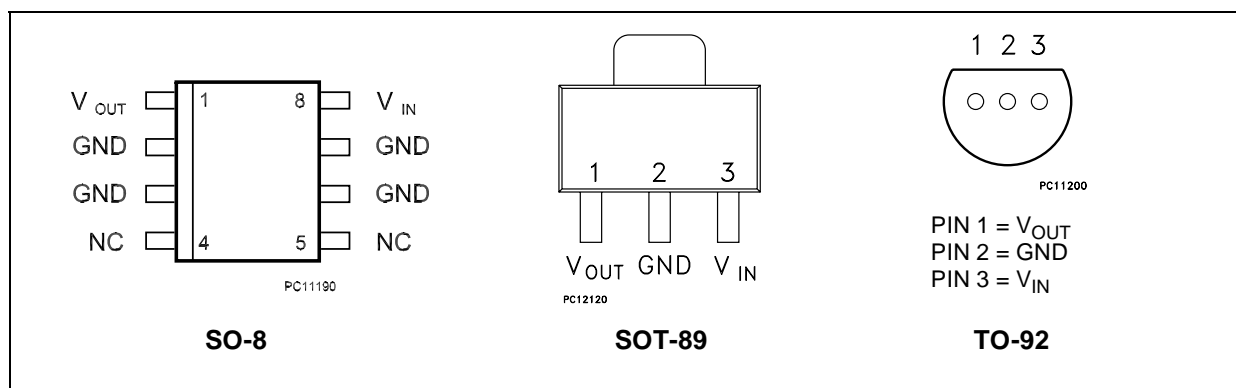 V OUT 1 8 V IN
GND GND
GND GND
NC 4 5 NC
PC11190
SO-8
1 2 3
VOUT GND V IN
PC12120
SOT-89
1 2 3
PC11200
PIN 1 = VOUT
PIN 2 = GND
PIN 3 = VIN
TO-92